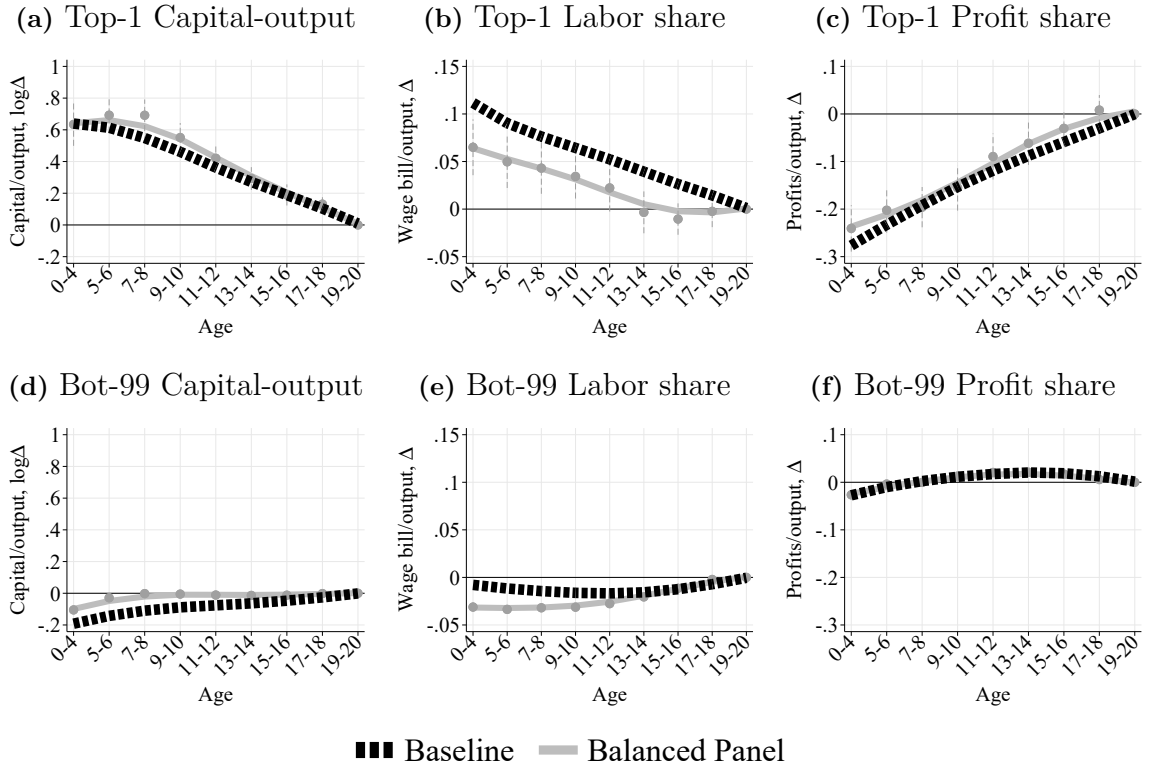 (a) Top-1 Capital-output
(b) Top-1 Labor share
(c) Top-1 Profit share
Capital/output, logΔ
1
.8
.6
.4
.2
0
-.2
0-4 5-6 7-8 9-10 11-12 13-14 15-16 17-18 19-20
Age
Wage bill/output, Δ
.15
.1
.05
0
-.05
0-4 5-6 7-8 9-10 11-12 13-14 15-16 17-18 19-20
Age
Profits/output, Δ
.1
0
-.1
-.2
-.3
0-4 5-6 7-8 9-10 11-12 13-14 15-16 17-18 19-20
Age
(d) Bot-99 Capital-output
(e) Bot-99 Labor share
(f) Bot-99 Profit share
Capital/output, logΔ
1
.8
.6
.4
.2
0
-.2
0-4 5-6 7-8 9-10 11-12 13-14 15-16 17-18 19-20
Age
Wage bill/output, Δ
.15
.1
.05
0
-.05
0-4 5-6 7-8 9-10 11-12 13-14 15-16 17-18 19-20
Age
Profits/output, Δ
.1
0
-.1
-.2
-.3
0-4 5-6 7-8 9-10 11-12 13-14 15-16 17-18 19-20
Age
Baseline
Balanced Panel